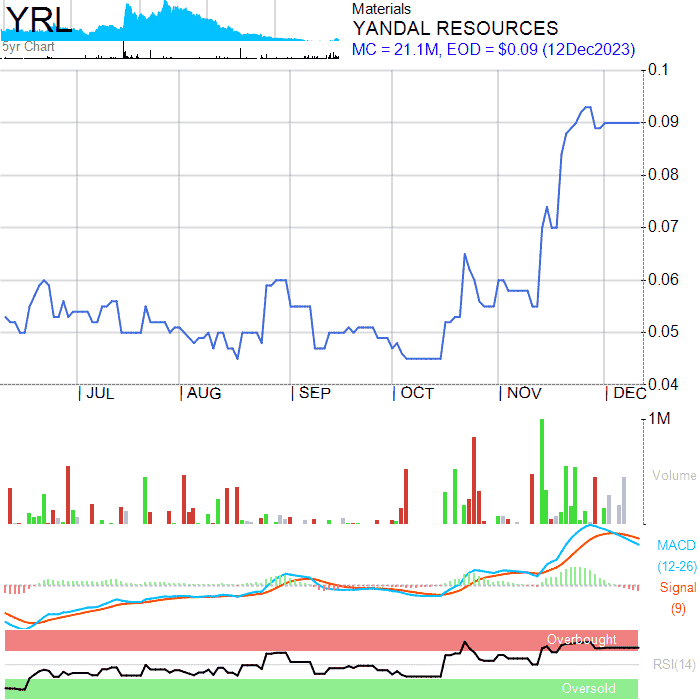 YRL
5yr Chart
Materials
YANDAL RESOURCES
MC = 21.1M, EOD = $0.09 (12Dec2023)
0.1
0.09
0.08
0.07
0.06
0.05
0.04
JUL AUG SEP OCT NOV DEC
1M
Volume
MACD
(12-26)
Signal
(9)
Overbought
RSI(14)
Oversold